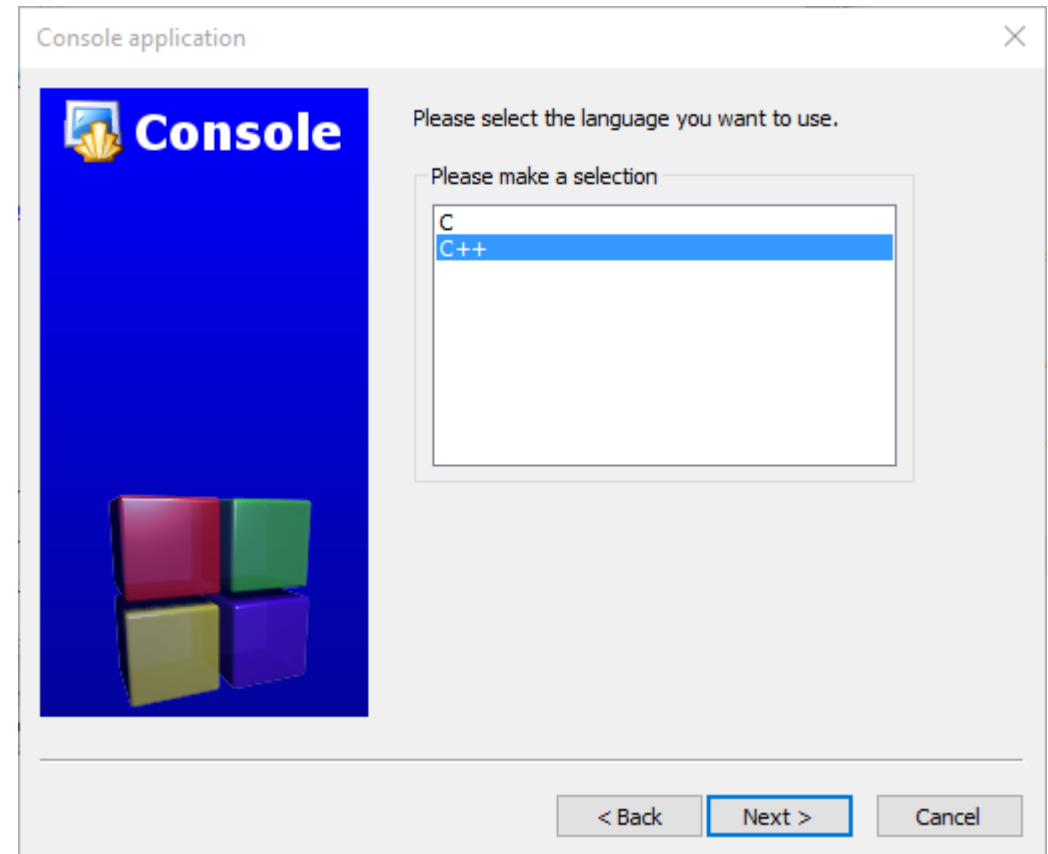 Console application
Console
Please select the language you want to use.
Please make a selection
C
C++
< Back
Next >
Cancel